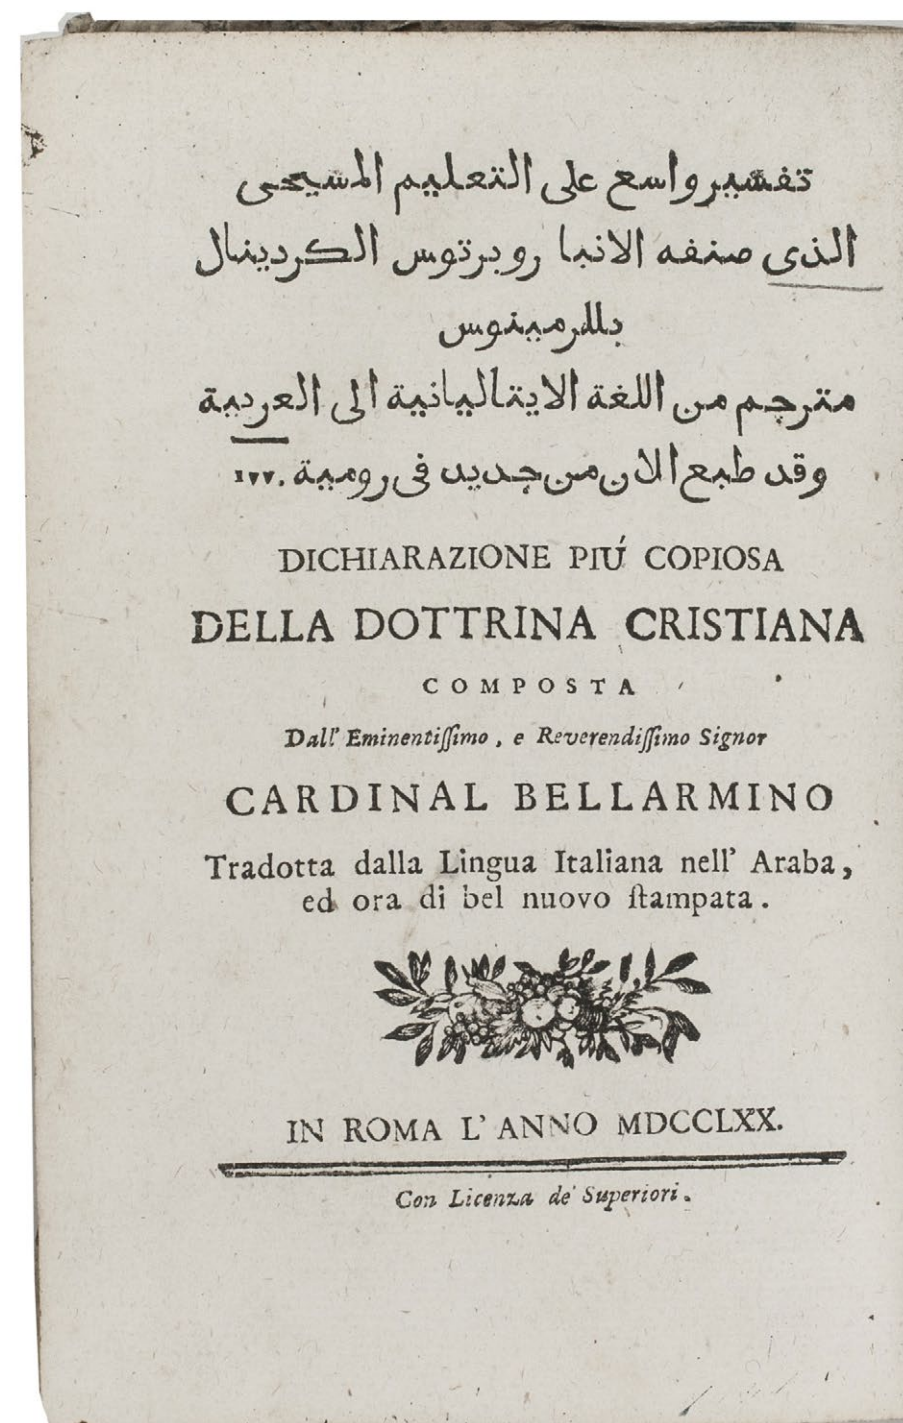 تفسير واسع على التعليم المسيحى
الذى صنفه الانبا روبرتوس الكردينال
بللرمينوس
مترجم من اللغة الايتاليانية الى العربية
وقد طبع الان من جديد فى رومية ١٧٧٠
DICHIARAZIONE PIÚ COPIOSA
DELLA DOTTRINA CRISTIANA
COMPOSTA
Dall' Eminentiſſimo, e Reverendiſſimo Signor
CARDINAL BELLARMINO
Tradotta dalla Lingua Italiana nell' Araba,
ed ora di bel nuovo ſtampata.
IN ROMA L' ANNO MDCCLXX.
Con Licenza de' Superiori.